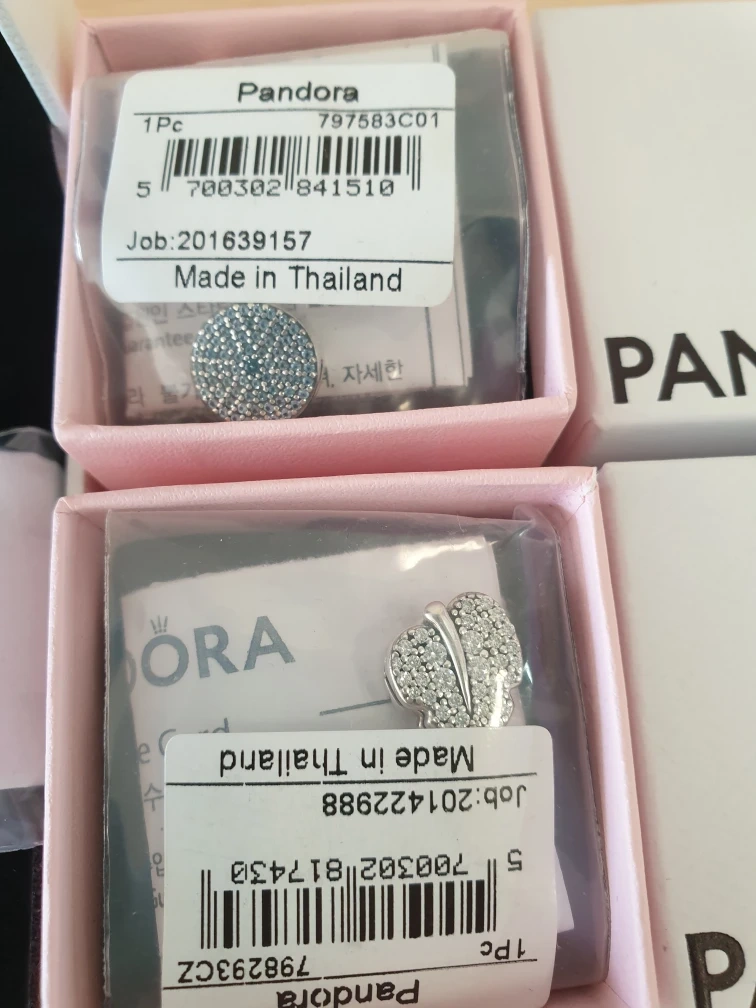 Pandora
1Pc 797583C01
5 700302 841510
Job:201639157
Made in Thailand
자세한
PAN
ORA
Made in Thailand
Job:201422988
5 700302 817430
1Pc 798293CZ
Pandora
P